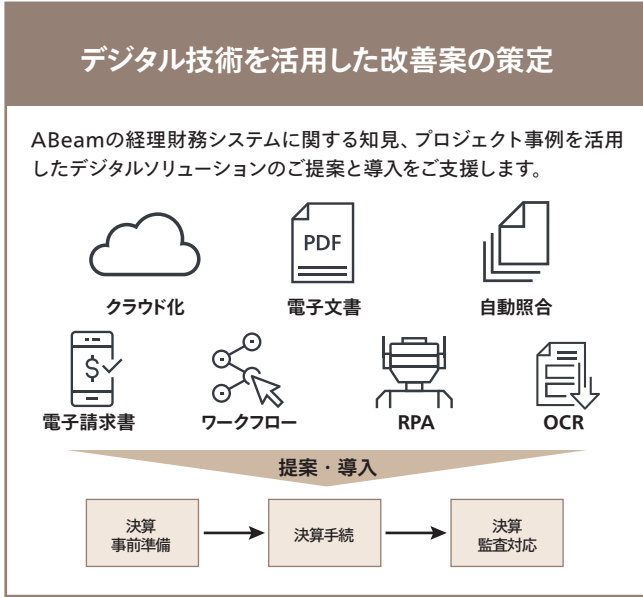 デジタル技術を活用した改善案の策定
ABeamの経理財務システムに関する知見、プロジェクト事例を活用
したデジタルソリューションのご提案と導入をご支援します。
PDF
クラウド化
電子文書
自動照合
$
電子請求書
ワークフロー
RPA
OCR
提案・導入
決算
事前準備
決算手続
決算
監査対応